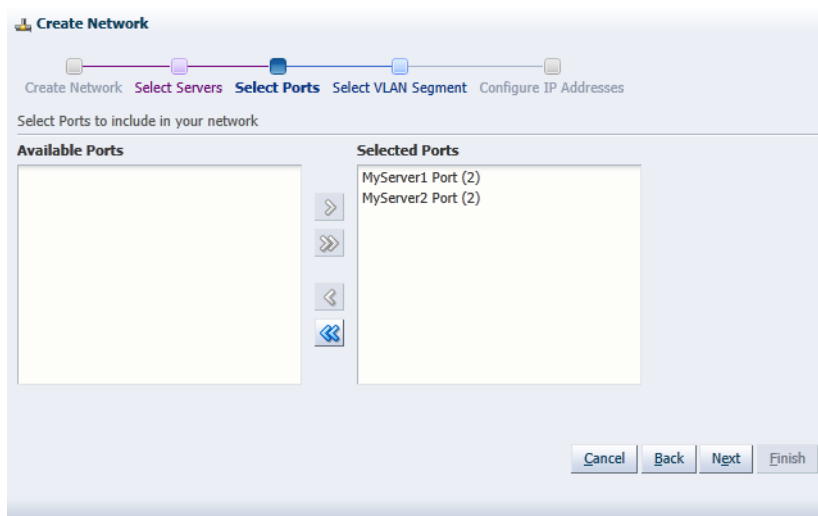 Create Network
Create Network Select Servers Select Ports Select VLAN Segment Configure IP Addresses
Select Ports to include in your network
Available Ports Selected Ports
MyServer1 Port (2)
MyServer2 Port (2)
Cancel Back Next Finish